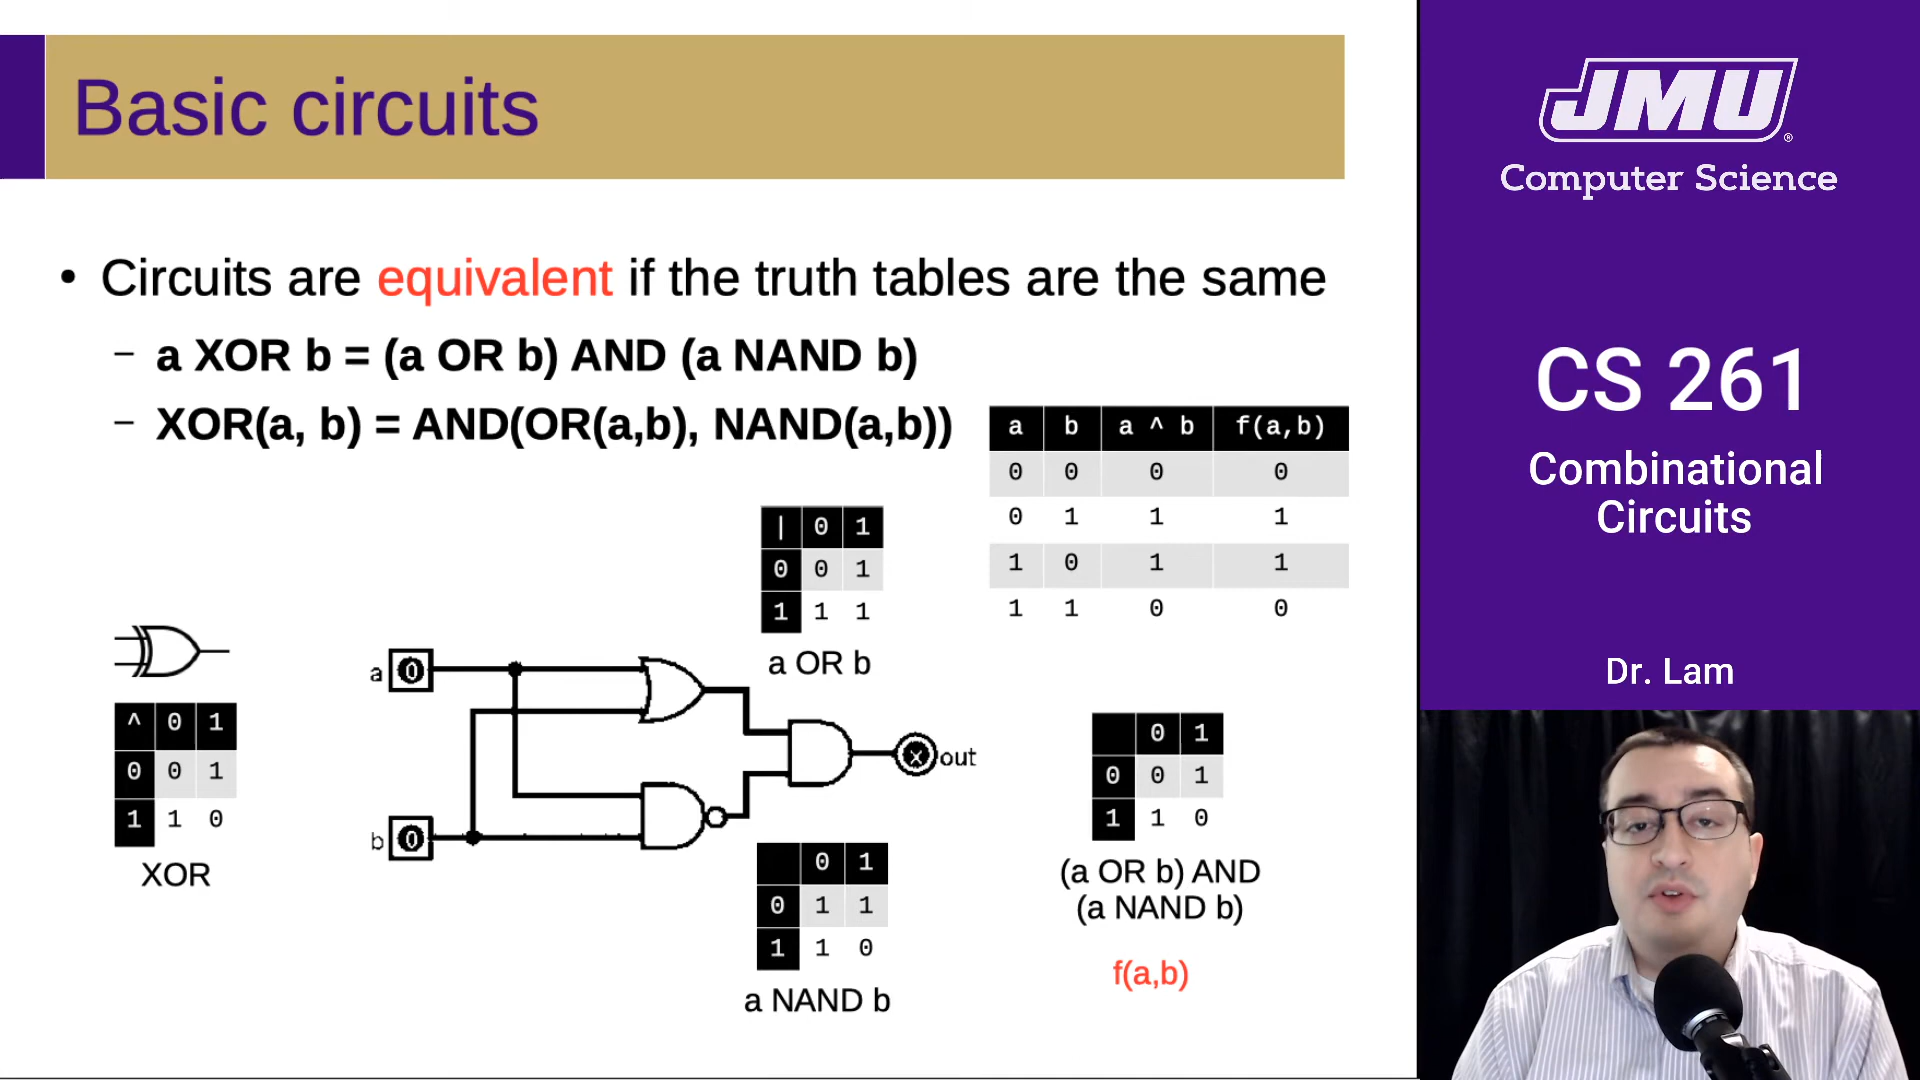 Basic circuits
• Circuits are equivalent if the truth tables are the same
– a XOR b = (a OR b) AND (a NAND b)
– XOR(a, b) = AND(OR(a,b), NAND(a,b))
a b a ^ b f(a,b)
0 0 0 0
0 1 1 1
1 0 1 1
1 1 0 0
| 0 1
0 0 1
1 1 1
a OR b
^ 0 1
0 0 1
1 1 0
XOR
a 0
b 0
x out
0 1
0 1 1
1 1 0
a NAND b
0 1
0 0 1
1 1 0
(a OR b) AND
(a NAND b)
f(a,b)
JMU®
Computer Science
CS 261
Combinational
Circuits
Dr. Lam